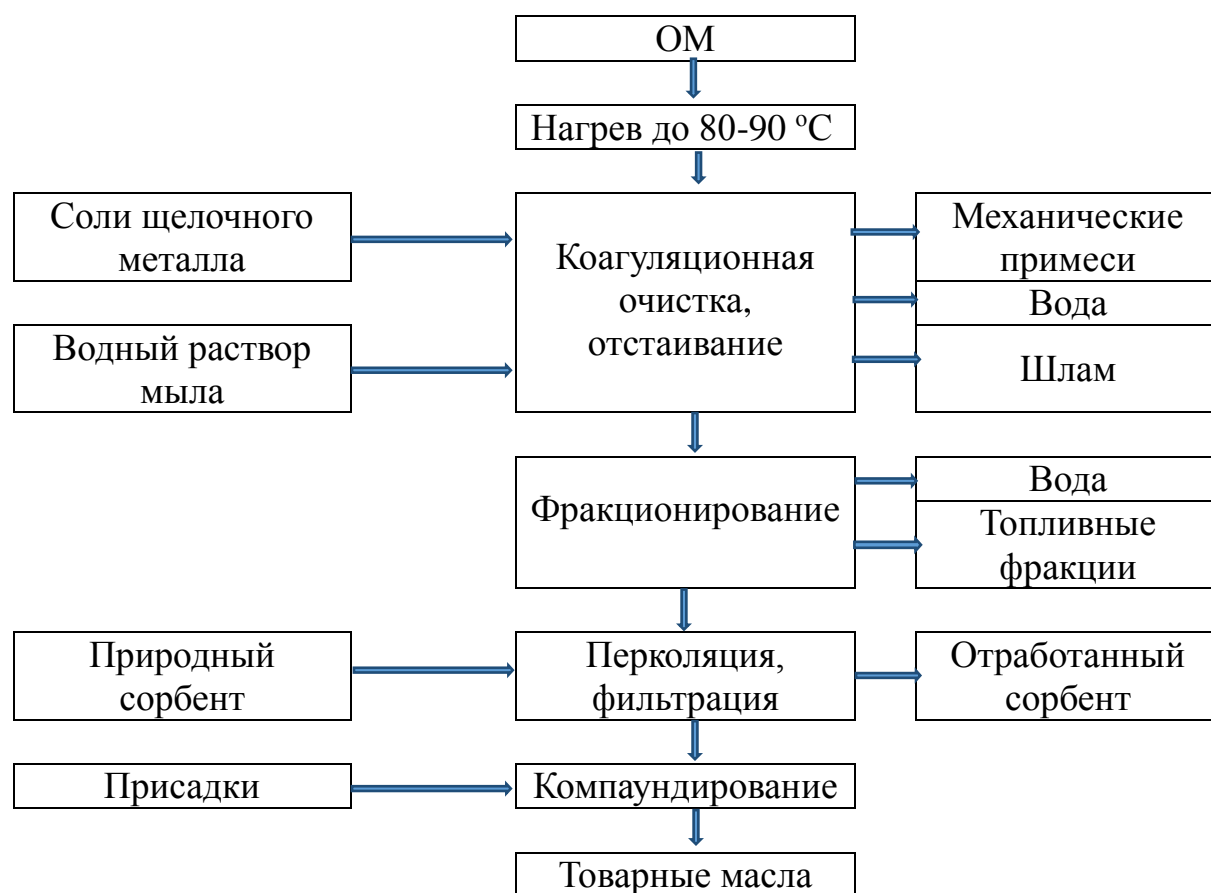 ОМ
Нагрев до 80-90 °С
Соли щелочного
металла
Водный раствор
мыла
Коагуляционная
очистка,
отстаивание
Механические
примеси
Вода
Шлам
Фракционирование
Вода
Топливные
фракции
Природный
сорбент
Перколяция,
фильтрация
Отработанный
сорбент
Присадки
Компаундирование
Товарные масла